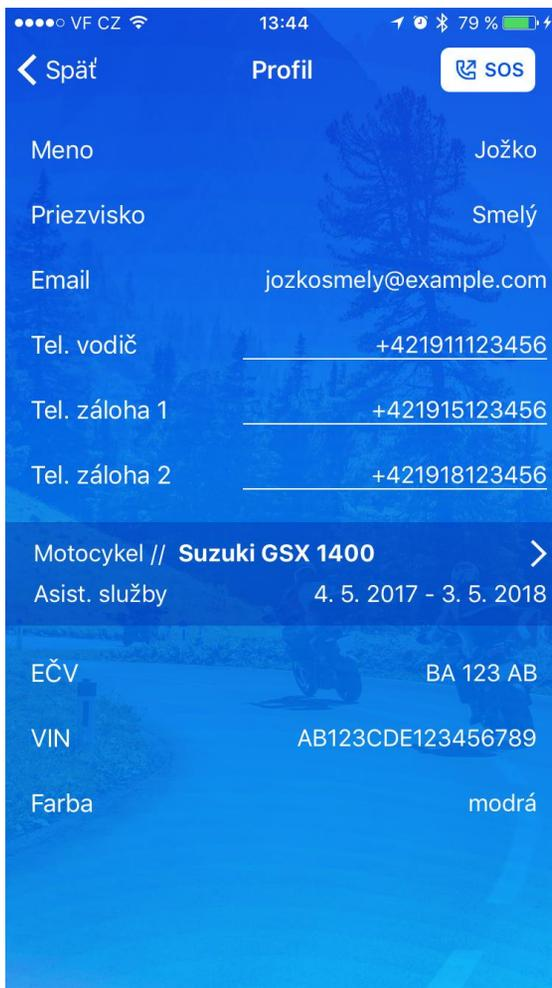 VF CZ 13:44 79 %
Späť Profil SOS
Meno Jožko
Priezvisko Smelý
Email jozkosmely@example.com
Tel. vodič +421911123456
Tel. záloha 1 +421915123456
Tel. záloha 2 +421918123456
Motocykel // Suzuki GSX 1400
Asist. služby 4. 5. 2017 - 3. 5. 2018
EČV BA 123 AB
VIN AB123CDE123456789
Farba modrá